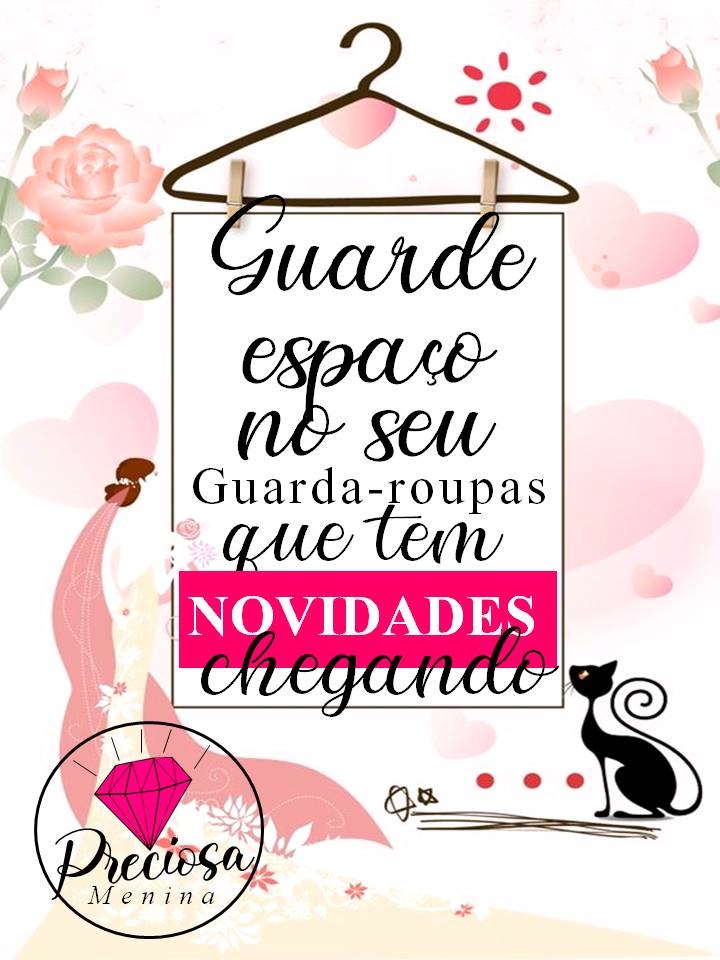 Guarde
espaço
no seu
Guarda-roupas
que tem
NOVIDADES
chegando
Preciosa
Menina